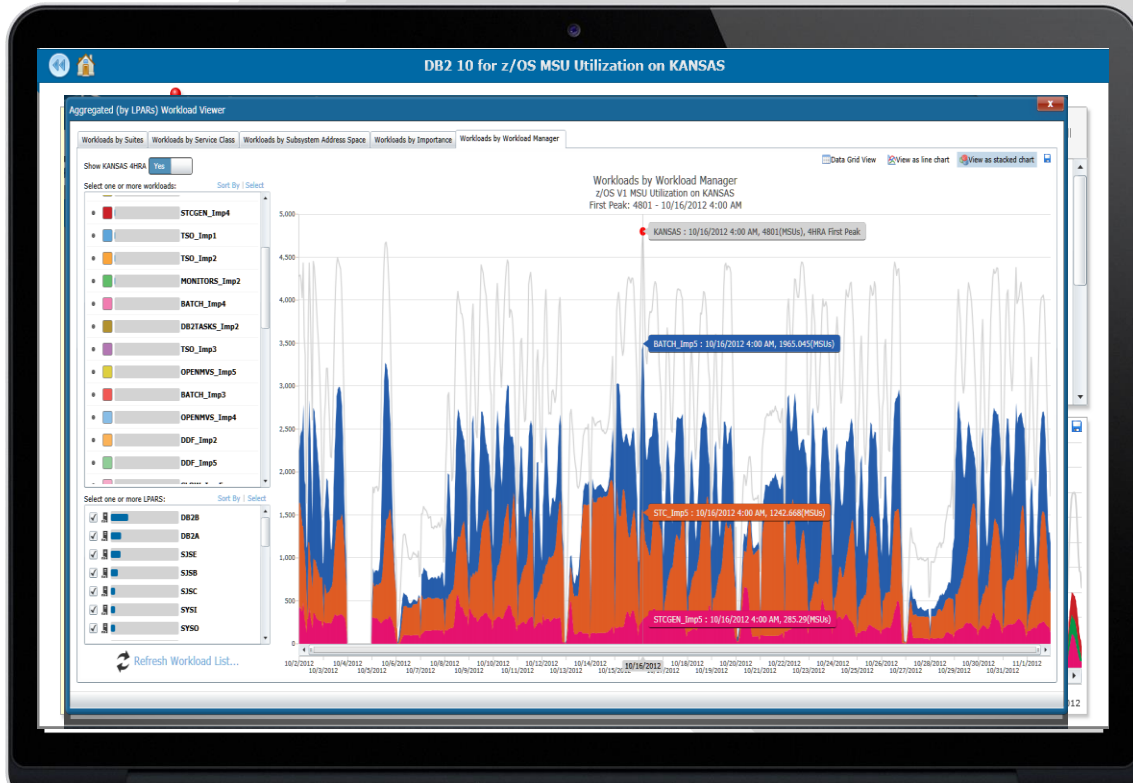 DB2 10 for z/OS MSU Utilization on KANSAS
Aggregated (by LPARs) Workload Viewer
x
Workloads by Suites Workloads by Service Class Workloads by Subsystem Address Space Workloads by Importance Workloads by Workload Manager
Show KANSAS 4HRA Yes
Data Grid View View as line chart View as stacked chart
Select one or more workloads: Sort By | Select
STCGEN_Imp4
TSO_Imp1
TSO_Imp2
MONITORS_Imp2
BATCH_Imp4
DB2TASKS_Imp2
TSO_Imp3
OPENMVS_Imp5
BATCH_Imp3
OPENMVS_Imp4
DDF_Imp2
DDF_Imp5
Select one or more LPARS: Sort By | Select
DB2B
DB2A
SJSE
SJSB
SJSC
SYSI
SYSO
Refresh Workload List...
Workloads by Workload Manager
z/OS V1 MSU Utilization on KANSAS
First Peak: 4801 - 10/16/2012 4:00 AM
5,000
4,500
4,000
3,500
3,000
2,500
2,000
1,500
1,000
500
0
KANSAS : 10/16/2012 4:00 AM, 4801(MSUs), 4HRA First Peak
BATCH_Imp5 : 10/16/2012 4:00 AM, 1965.045(MSUs)
STC_Imp5 : 10/16/2012 4:00 AM, 1242.668(MSUs)
STCGEN_Imp5 : 10/16/2012 4:00 AM, 285.29(MSUs)
10/2/2012 10/4/2012 10/6/2012 10/8/2012 10/10/2012 10/12/2012 10/14/2012 10/16/2012 10/18/2012 10/20/2012 10/22/2012 10/24/2012 10/26/2012 10/28/2012 10/30/2012 11/1/2012
10/3/2012 10/5/2012 10/7/2012 10/9/2012 10/11/2012 10/13/2012 10/19/2012 10/21/2012 10/23/2012 10/25/2012 10/27/2012 10/29/2012 10/31/2012
012